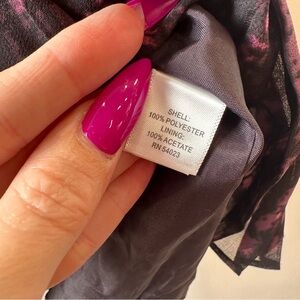 SHELL:
100% POLYESTER
LINING:
100% ACETATE
RN 54023